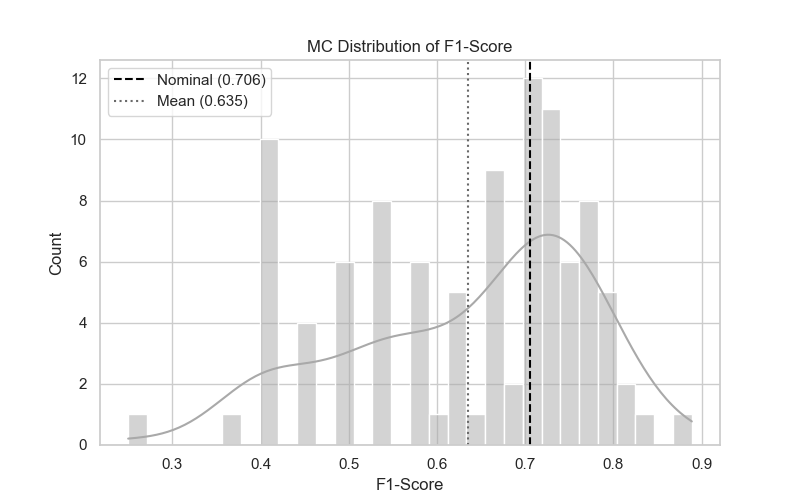 MC Distribution of F1-Score
Nominal (0.706)
Mean (0.635)
12
10
8
6
4
2
0
Count
0.3 0.4 0.5 0.6 0.7 0.8 0.9
F1-Score